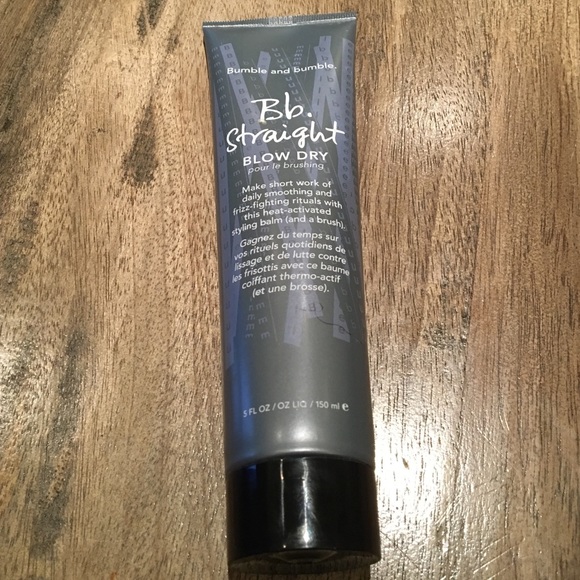 Bumble and bumble.
Bb.
Straight
BLOW DRY
pour le brushing
Make short work of
daily smoothing and
frizz-fighting rituals with
this heat-activated
styling balm (and a brush).
Gagnez du temps sur
vos rituels quotidiens de
lissage et de lutte contre
les frisottis avec ce baume
coiffant thermo-actif
(et une brosse).
5 FL OZ / OZ LIQ / 150 ml ℮